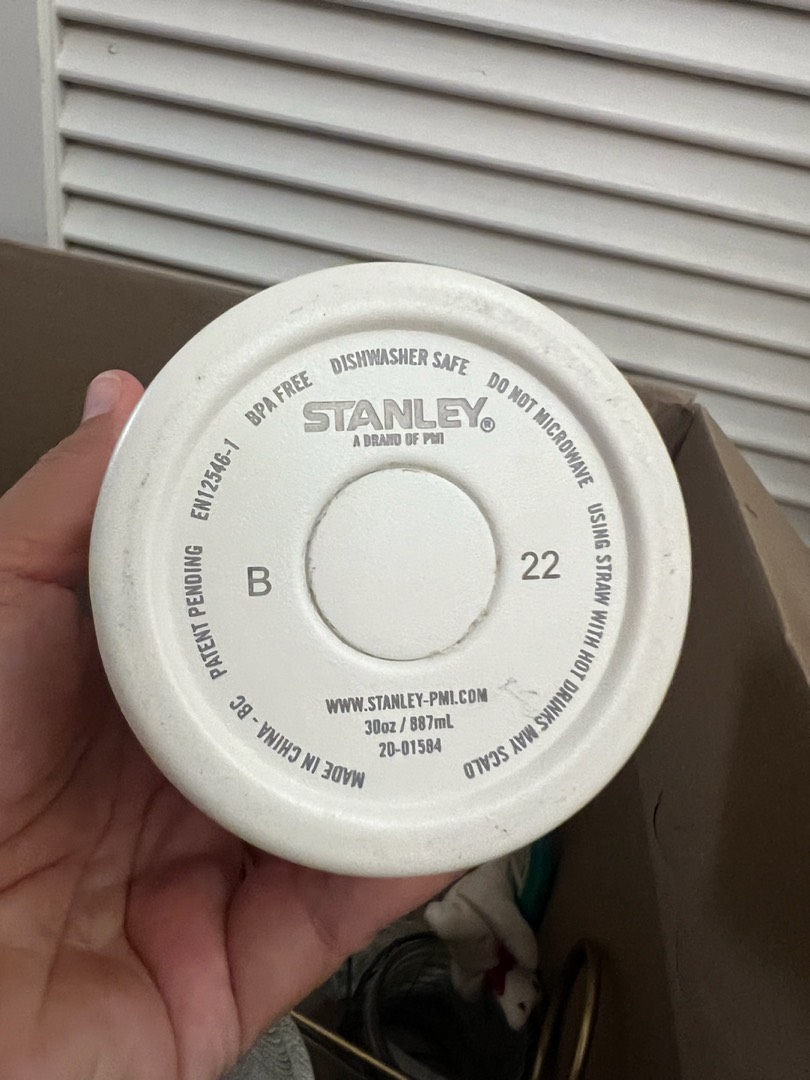 DISHWASHER SAFE
DO NOT MICROWAVE
USING STRAW WITH HOT DRINKS MAY SCALD
MADE IN CHINA - BC
PATENT PENDING
EN12546-1
BPA FREE
STANLEY®
A BRAND OF PMI
B
22
WWW.STANLEY-PMI.COM
30oz / 887mL
20-01584